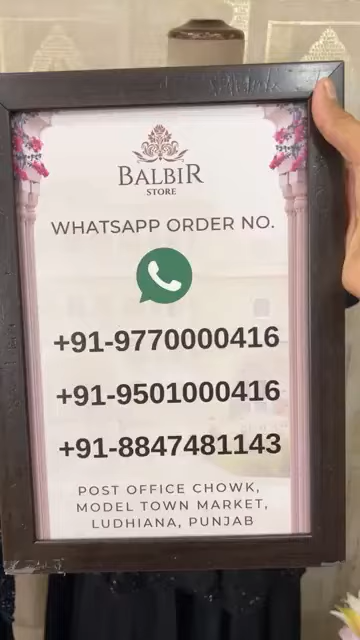 BALBIR
STORE
WHATSAPP ORDER NO.
+91-9770000416
+91-9501000416
+91-8847481143
POST OFFICE CHOWK,
MODEL TOWN MARKET,
LUDHIANA, PUNJAB